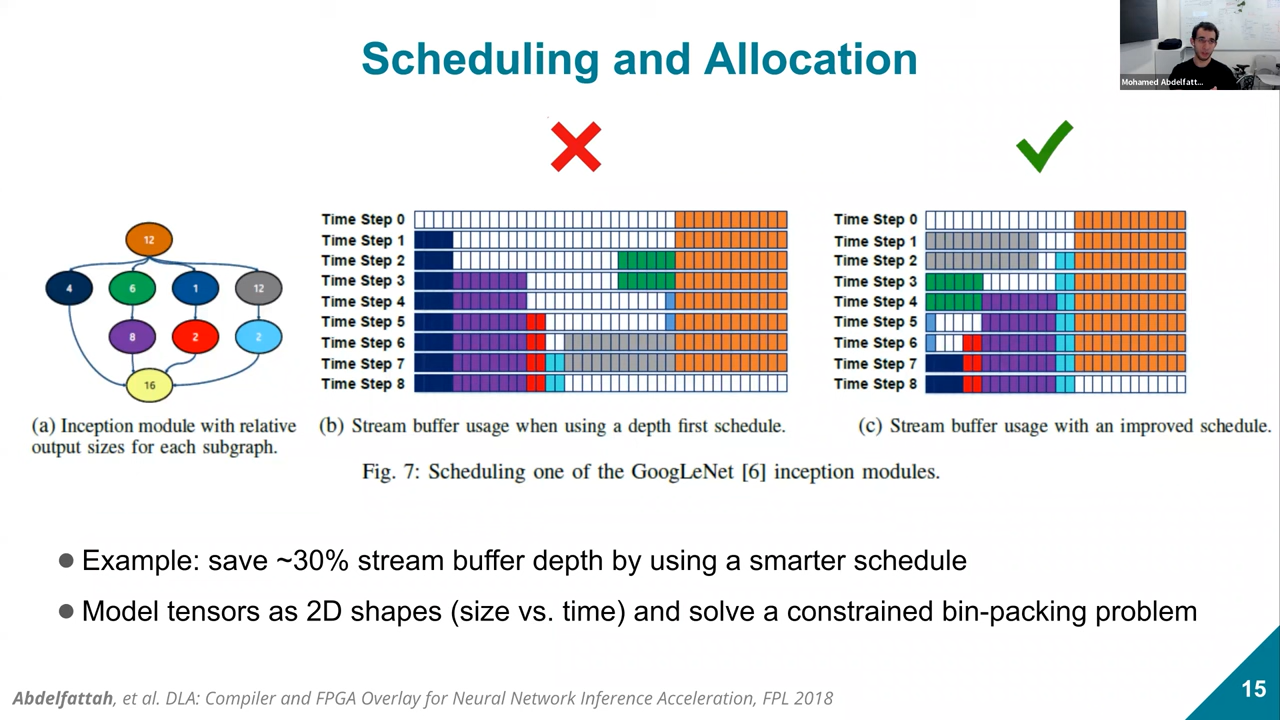 Scheduling and Allocation
Mohamed Abdelfatt...
12
4
6
1
12
8
2
2
16
(a) Inception module with relative
output sizes for each subgraph.
Time Step 0
Time Step 1
Time Step 2
Time Step 3
Time Step 4
Time Step 5
Time Step 6
Time Step 7
Time Step 8
(b) Stream buffer usage when using a depth first schedule.
Time Step 0
Time Step 1
Time Step 2
Time Step 3
Time Step 4
Time Step 5
Time Step 6
Time Step 7
Time Step 8
(c) Stream buffer usage with an improved schedule.
Fig. 7: Scheduling one of the GoogLeNet [6] inception modules.
● Example: save ~30% stream buffer depth by using a smarter schedule
● Model tensors as 2D shapes (size vs. time) and solve a constrained bin-packing problem
Abdelfattah, et al. DLA: Compiler and FPGA Overlay for Neural Network Inference Acceleration, FPL 2018
15